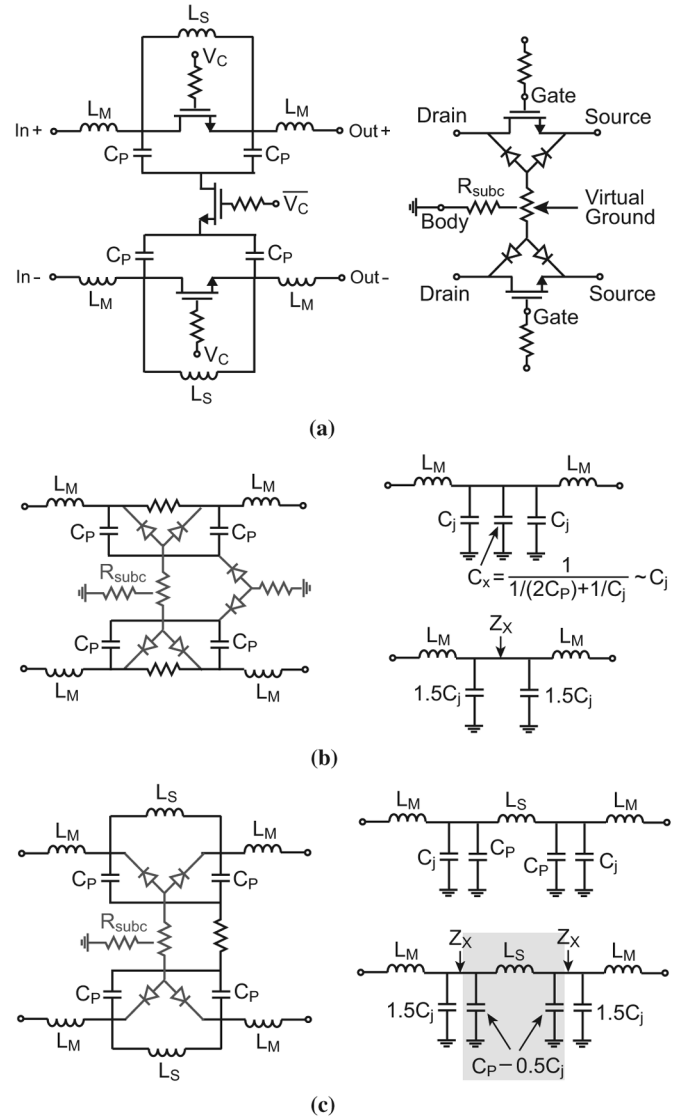 L_S
V_C
L_M
L_M
In+
Out+
C_P
C_P
\overline{V_C}
C_P
C_P
In-
Out-
L_M
L_M
V_C
L_S
Gate
Drain
Source
R_subc
Virtual
Ground
Body
Drain
Source
Gate
(a)
L_M
L_M
C_P
C_P
R_subc
C_P
C_P
L_M
L_M
L_M
L_M
C_j
C_j
C_x = 1 / (1/(2C_P)+1/C_j) ~ C_j
Z_X
L_M
L_M
1.5C_j
1.5C_j
(b)
L_S
L_M
L_M
C_P
C_P
R_subc
C_P
C_P
L_M
L_M
L_S
L_M
L_S
L_M
C_j
C_P
C_P
C_j
Z_X
Z_X
L_M
L_S
L_M
1.5C_j
1.5C_j
C_P – 0.5C_j
(c)